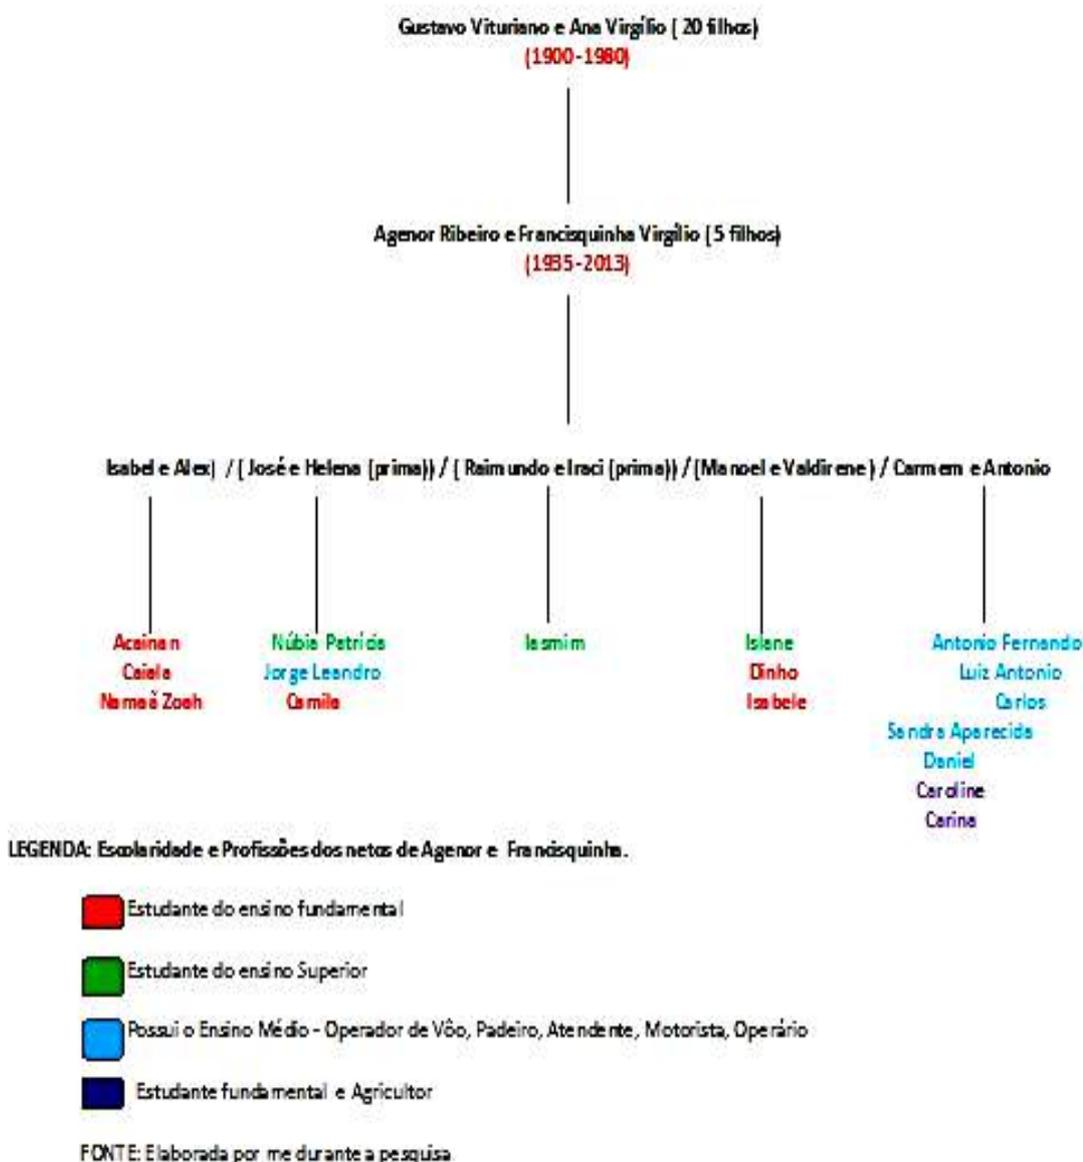 Gustavo Vituriano e Ana Virgílio ( 20 filhos)
(1900-1980)
Agenor Ribeiro e Francisquinha Virgílio ( 5 filhos)
(1935-2013)
Isabel e Alex) / ( José e Helena (prima)) / ( Raimundo e Iraci (prima)) / (Manoel e Valdirene ) / Carmem e Antonio
Acainan
Caiala
Namaã Zoah
Núbia Patrícia
Jorge Leandro
Camila
Iasmim
Islane
Dinho
Isabele
Antonio Fernando
Luiz Antonio
Carlos
Sandra Aparecida
Daniel
Caroline
Carina
LEGENDA: Escolaridade e Profissões dos netos de Agenor e Francisquinha.
Estudante do ensino fundamental
Estudante do ensino Superior
Possui o Ensino Médio - Operador de Vôo, Padeiro, Atendente, Motorista, Operário
Estudante fundamental e Agricultor
FONTE: Elaborada por me durante a pesquisa